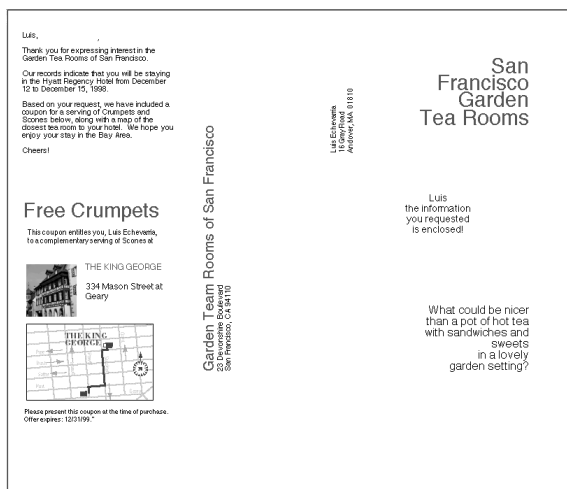 Luis,
Thank you for expressing interest in the
Garden Tea Rooms of San Francisco.
Our records indicate that you will be staying
in the Hyatt Regency Hotel from December
12 to December 15, 1998.
Based on your request, we have included a
coupon for a serving of Crumpets and
Scones below, along with a map of the
closest tea room to your hotel. We hope you
enjoy your stay in the Bay Area.
Cheers!
Free Crumpets
This coupon entitles you, Luis Echevarria,
to a complementary serving of Scones at
THE KING GEORGE
334 Mason Street at
Geary
THE KING
GEORGE
Please present this coupon at the time of purchase.
Offer expires: 12/31/99."
Garden Team Rooms of San Francisco
23 Devonshire Boulevard
San Francisco, CA 94110
Luis Echevarria
16 Gray Road
Andover, MA 01810
San
Francisco
Garden
Tea Rooms
Luis
the information
you requested
is enclosed!
What could be nicer
than a pot of hot tea
with sandwiches and
sweets
in a lovely
garden setting?